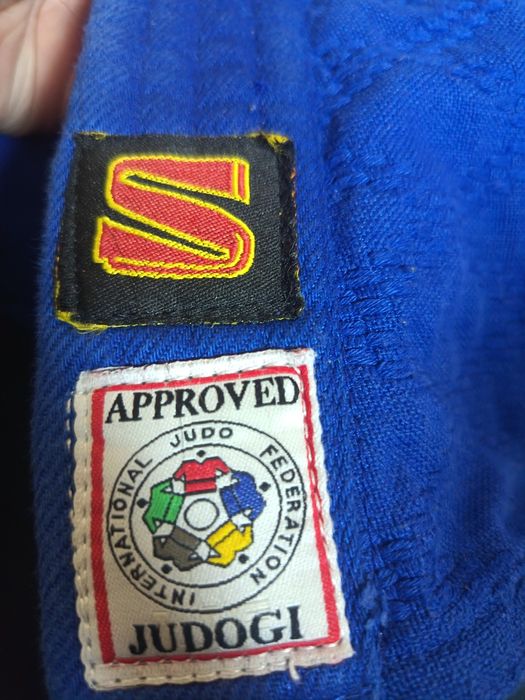 S
APPROVED
INTERNATIONAL JUDO FEDERATION
JUDOGI